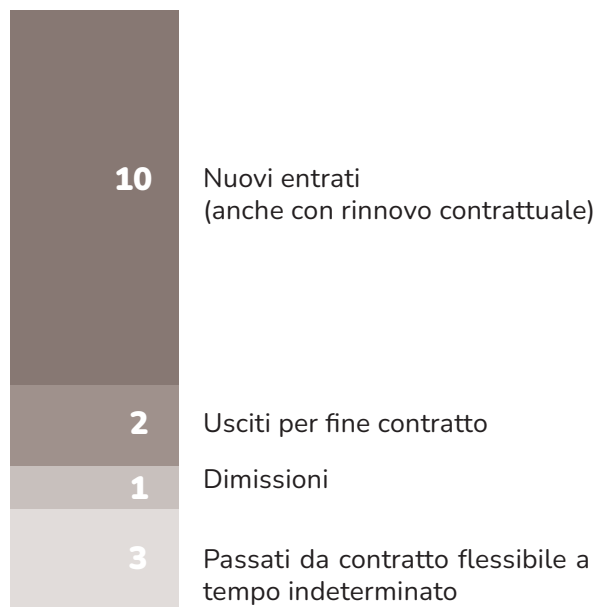 10 Nuovi entrati
(anche con rinnovo contrattuale)
2 Usciti per fine contratto
1 Dimissioni
3 Passati da contratto flessibile a
tempo indeterminato